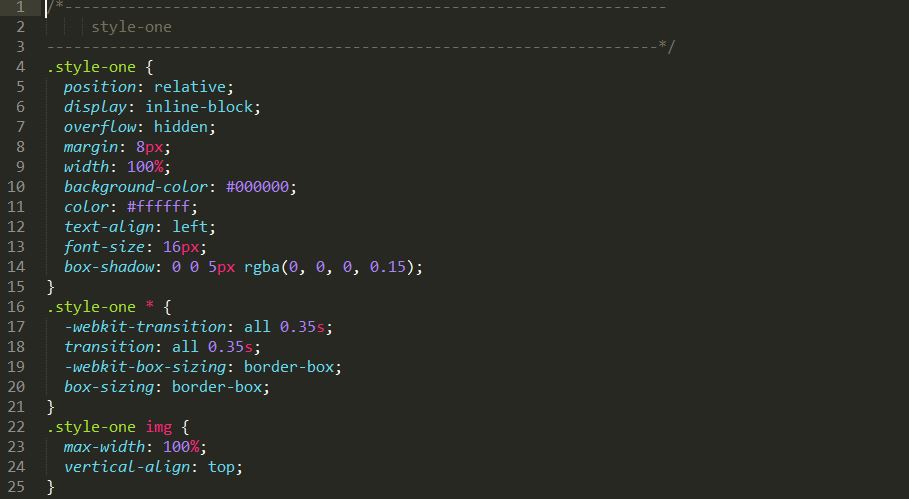 1 /*-------------------------------------------------------------------
2 style-one
3 --------------------------------------------------------------------*/
4 .style-one {
5 position: relative;
6 display: inline-block;
7 overflow: hidden;
8 margin: 8px;
9 width: 100%;
10 background-color: #000000;
11 color: #ffffff;
12 text-align: left;
13 font-size: 16px;
14 box-shadow: 0 0 5px rgba(0, 0, 0, 0.15);
15 }
16 .style-one * {
17 -webkit-transition: all 0.35s;
18 transition: all 0.35s;
19 -webkit-box-sizing: border-box;
20 box-sizing: border-box;
21 }
22 .style-one img {
23 max-width: 100%;
24 vertical-align: top;
25 }